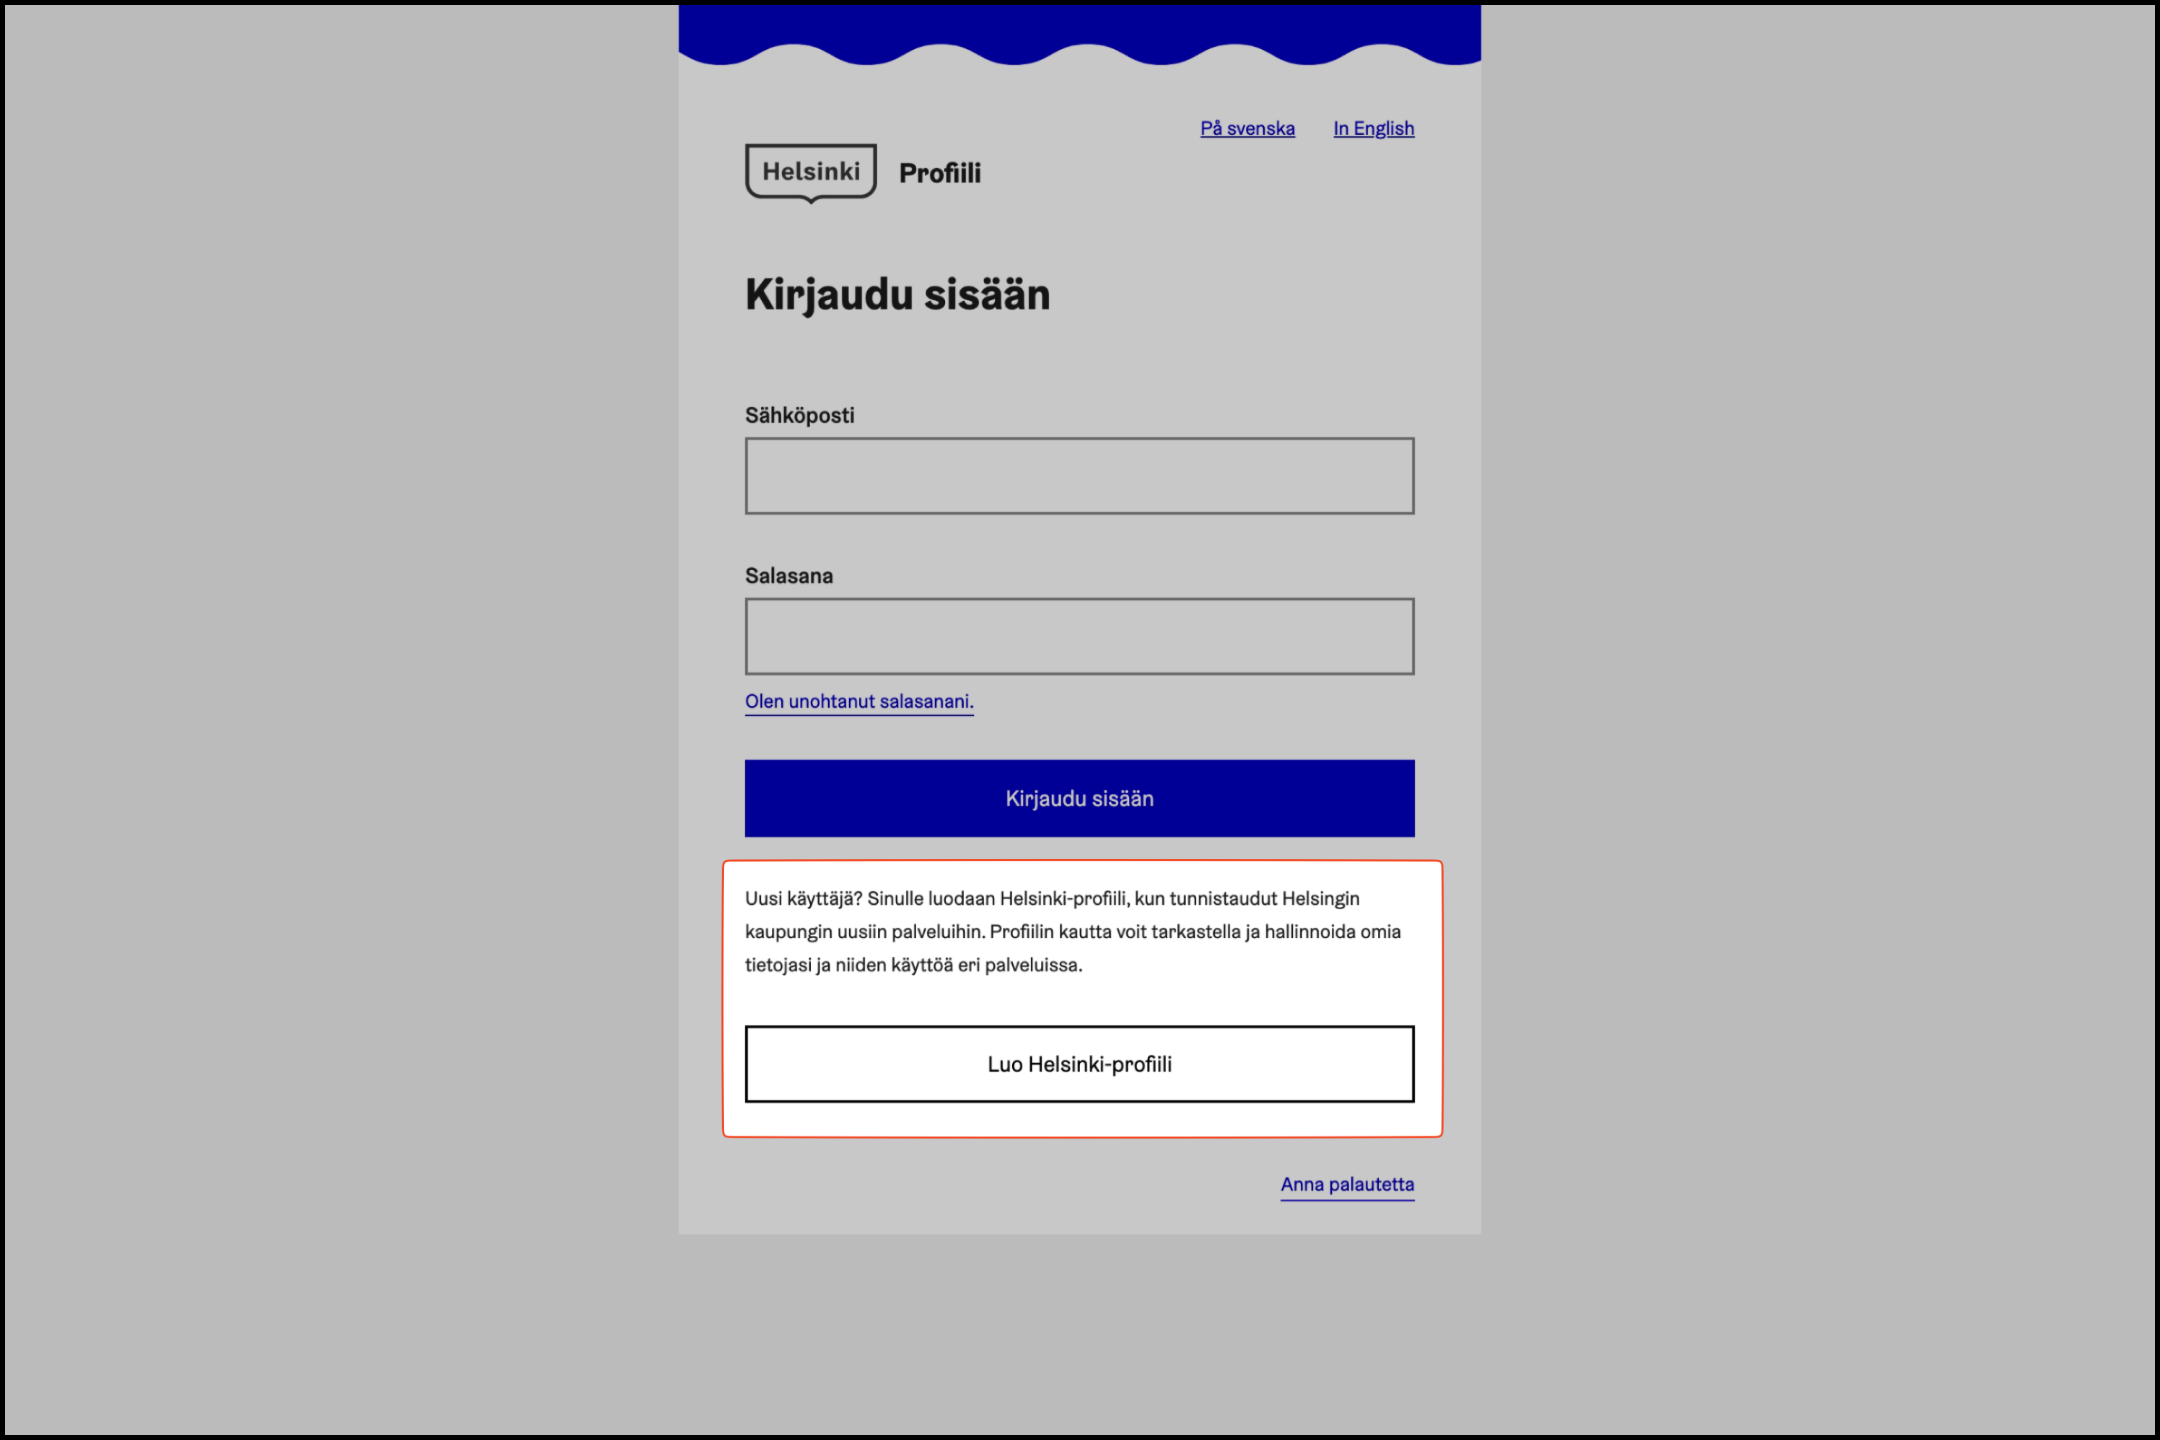 På svenska In English
Helsinki Profiili
Kirjaudu sisään
Sähköposti
Salasana
Olen unohtanut salasanani.
Kirjaudu sisään
Uusi käyttäjä? Sinulle luodaan Helsinki-profiili, kun tunnistaudut Helsingin
kaupungin uusiin palveluihin. Profiilin kautta voit tarkastella ja hallinnoida omia
tietojasi ja niiden käyttöä eri palveluissa.
Luo Helsinki-profiili
Anna palautetta